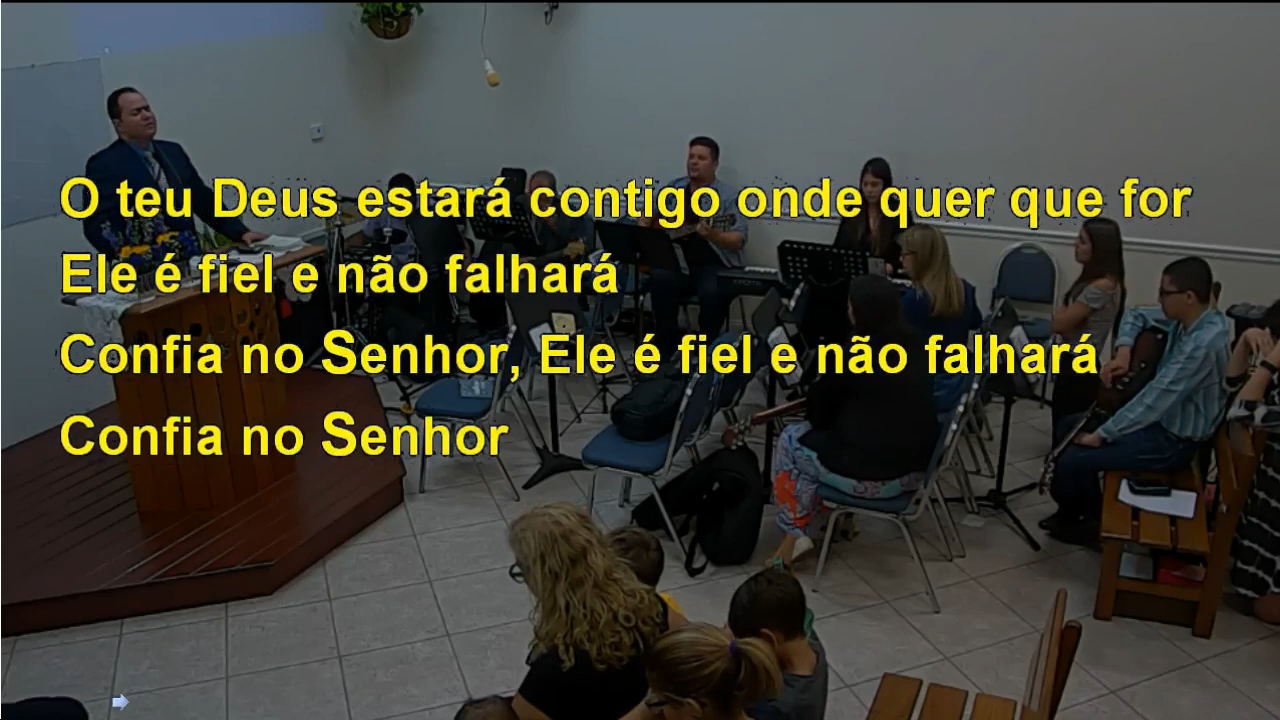 O teu Deus estará contigo onde quer que for
Ele é fiel e não falhará
Confia no Senhor, Ele é fiel e não falhará
Confia no Senhor